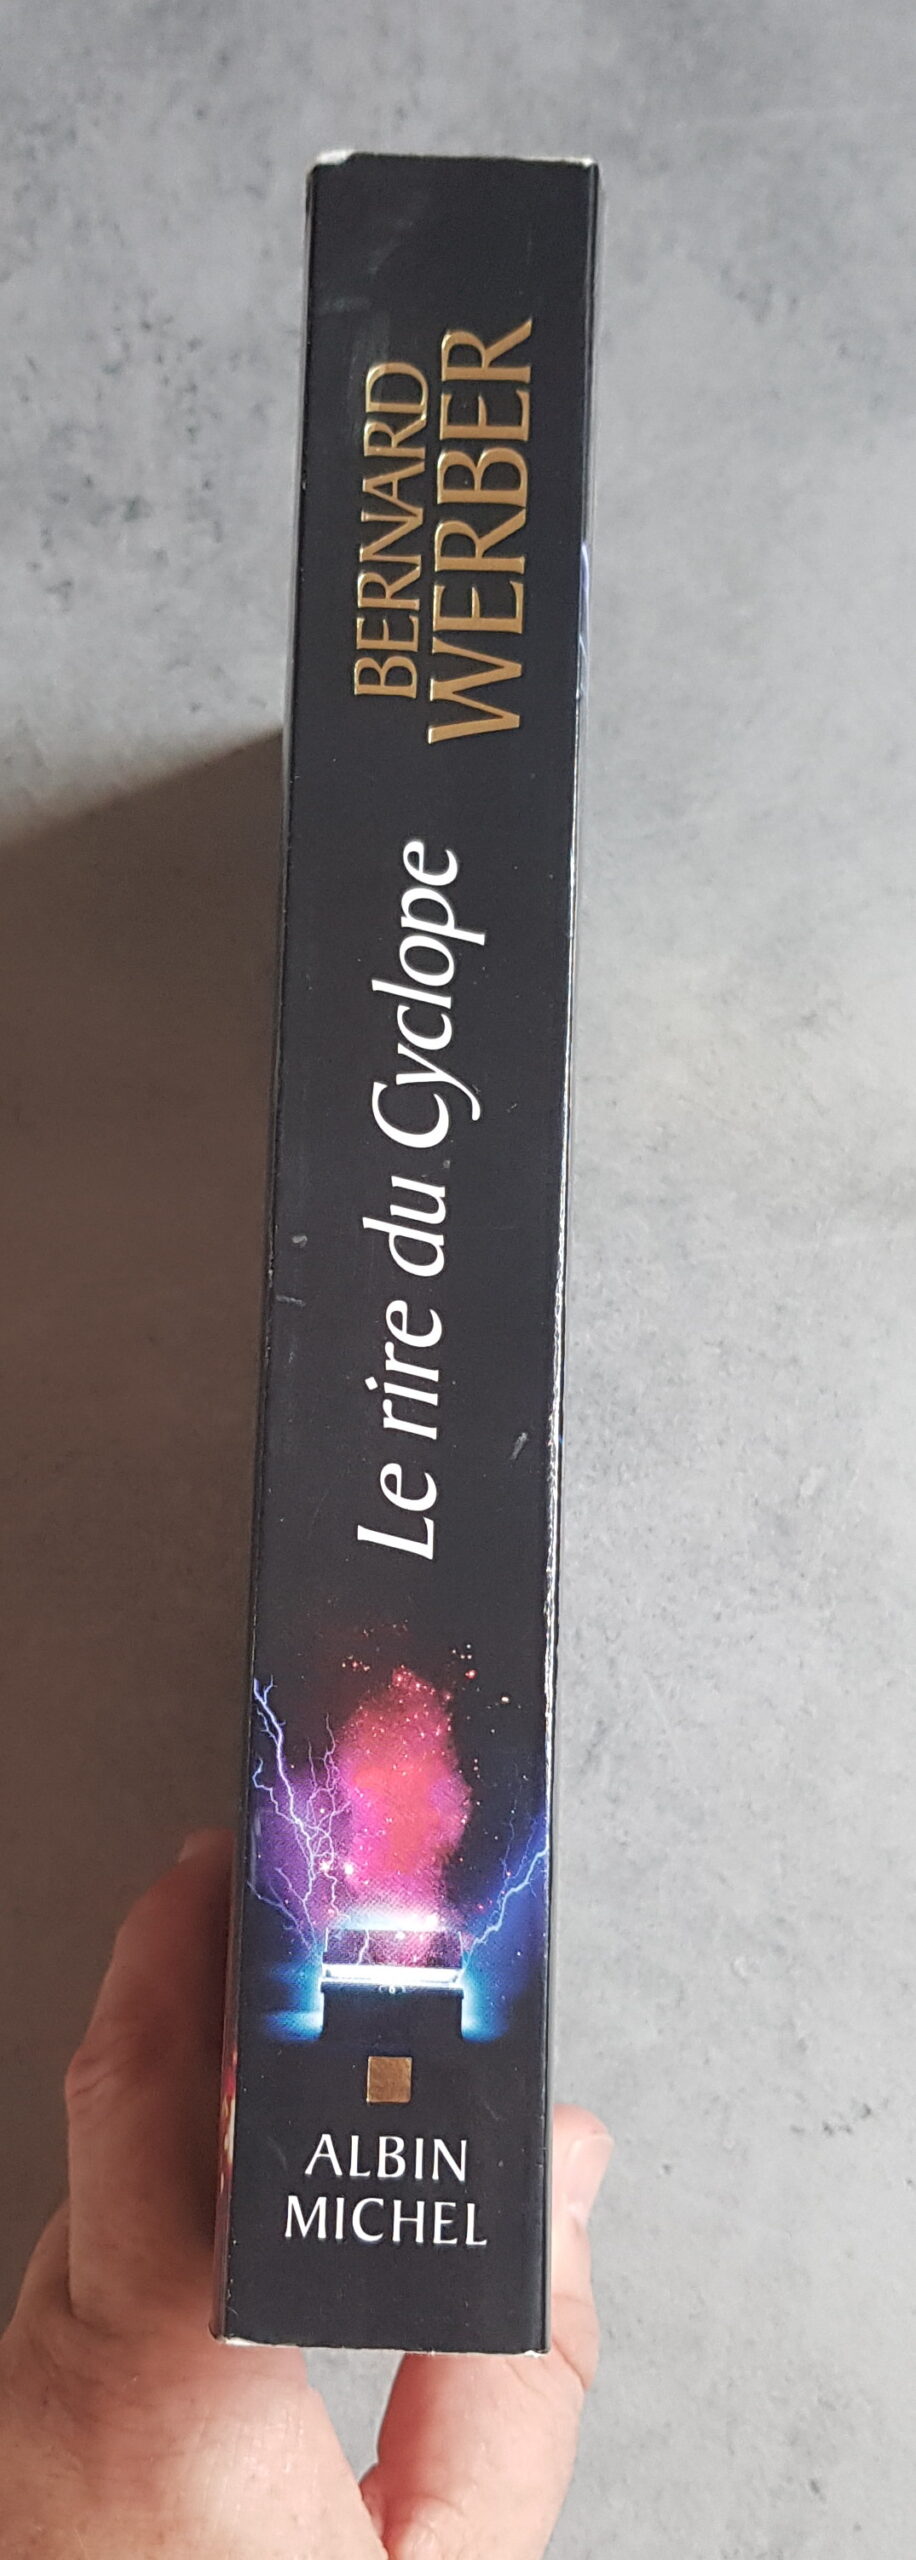 BERNARD
WERBER
Le rire du Cyclope
ALBIN
MICHEL